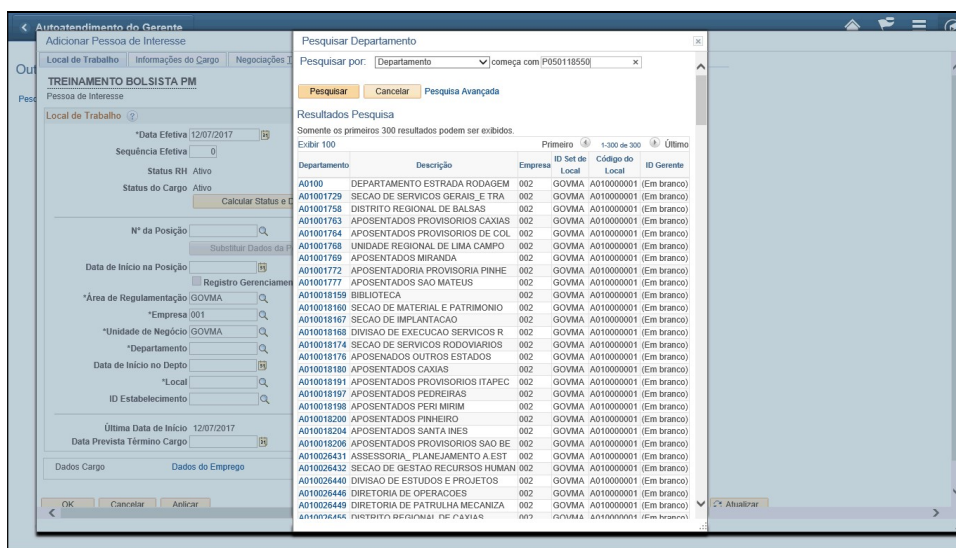 Autoatendimento do Gerente
Adicionar Pessoa de Interesse
Local de Trabalho
Informações do Cargo
Negociações
TREINAMENTO BOLSISTA PM
Pessoa de Interesse
Local de Trabalho
*Data Efetiva 12/07/2017
Sequência Efetiva 0
Status RH Ativo
Status do Cargo Ativo
Calcular Status e D
Nº da Posição
Substituir Dados da P
Data de Início na Posição
Registro Gerenciamen
*Área de Regulamentação GOVMA
*Empresa 001
*Unidade de Negócio GOVMA
*Departamento
Data de Início no Depto
*Local
ID Estabelecimento
Última Data de Início 12/07/2017
Data Prevista Término Cargo
Dados Cargo Dados do Emprego
OK Cancelar Aplicar
Atualizar
Pesquisar Departamento
Pesquisar por: Departamento começa com P050118550 ×
Pesquisar Cancelar Pesquisa Avançada
Resultados Pesquisa
Somente os primeiros 300 resultados podem ser exibidos.
Exibir 100 Primeiro 1-300 de 300 Último
Departamento Descrição Empresa ID Set de Local Código do Local ID Gerente
A0100 DEPARTAMENTO ESTRADA RODAGEM 002 GOVMA A010000001 (Em branco)
A01001729 SECAO DE SERVICOS GERAIS_E TRA 002 GOVMA A010000001 (Em branco)
A01001758 DISTRITO REGIONAL DE BALSAS 002 GOVMA A010000001 (Em branco)
A01001763 APOSENTADOS PROVISORIOS CAXIAS 002 GOVMA A010000001 (Em branco)
A01001764 APOSENTADOS PROVISORIOS DE COL 002 GOVMA A010000001 (Em branco)
A01001768 UNIDADE REGIONAL DE LIMA CAMPO 002 GOVMA A010000001 (Em branco)
A01001769 APOSENTADOS MIRANDA 002 GOVMA A010000001 (Em branco)
A01001772 APOSENTADORIA PROVISORIA PINHE 002 GOVMA A010000001 (Em branco)
A01001777 APOSENTADOS SAO MATEUS 002 GOVMA A010000001 (Em branco)
A010018159 BIBLIOTECA 002 GOVMA A010000001 (Em branco)
A010018160 SECAO DE MATERIAL E PATRIMONIO 002 GOVMA A010000001 (Em branco)
A010018167 SECAO DE IMPLANTACAO 002 GOVMA A010000001 (Em branco)
A010018168 DIVISAO DE EXECUCAO SERVICOS R 002 GOVMA A010000001 (Em branco)
A010018174 SECAO DE SERVICOS RODOVIARIOS 002 GOVMA A010000001 (Em branco)
A010018176 APOSENADOS OUTROS ESTADOS 002 GOVMA A010000001 (Em branco)
A010018180 APOSENTADOS CAXIAS 002 GOVMA A010000001 (Em branco)
A010018191 APOSENTADOS PROVISORIOS ITAPEC 002 GOVMA A010000001 (Em branco)
A010018197 APOSENTADOS PEDREIRAS 002 GOVMA A010000001 (Em branco)
A010018198 APOSENTADOS PERI MIRIM 002 GOVMA A010000001 (Em branco)
A010018200 APOSENTADOS PINHEIRO 002 GOVMA A010000001 (Em branco)
A010018204 APOSENTADOS SANTA INES 002 GOVMA A010000001 (Em branco)
A010018206 APOSENTADOS PROVISORIOS SAO BE 002 GOVMA A010000001 (Em branco)
A010026431 ASSESSORIA_ PLANEJAMENTO A.EST 002 GOVMA A010000001 (Em branco)
A010026432 SECAO DE GESTAO RECURSOS HUMAN 002 GOVMA A010000001 (Em branco)
A010026440 DIVISAO DE ESTUDOS E PROJETOS 002 GOVMA A010000001 (Em branco)
A010026446 DIRETORIA DE OPERACOES 002 GOVMA A010000001 (Em branco)
A010026449 DIRETORIA DE PATRULHA MECANIZA 002 GOVMA A010000001 (Em branco)
A010026455 DISTRITO REGIONAL DE CAXIAS 002 GOVMA A010000001 (Em branco)